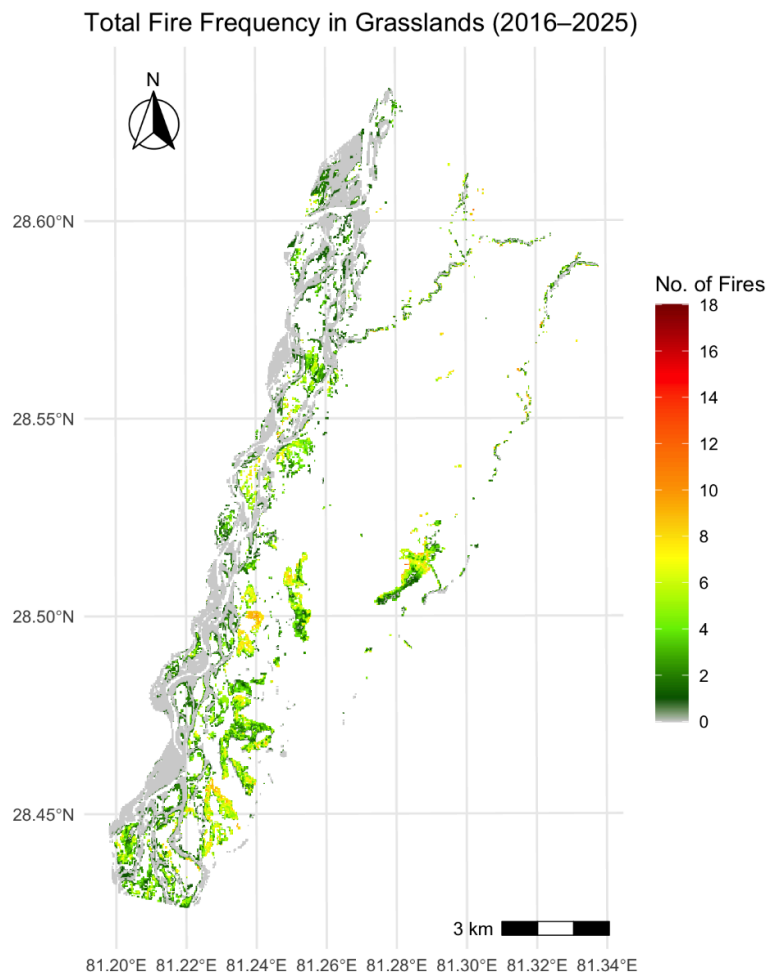 Total Fire Frequency in Grasslands (2016–2025)
N
28.60°N
28.55°N
28.50°N
28.45°N
No. of Fires
18
16
14
12
10
8
6
4
2
0
3 km
81.20°E 81.22°E 81.24°E 81.26°E 81.28°E 81.30°E 81.32°E 81.34°E